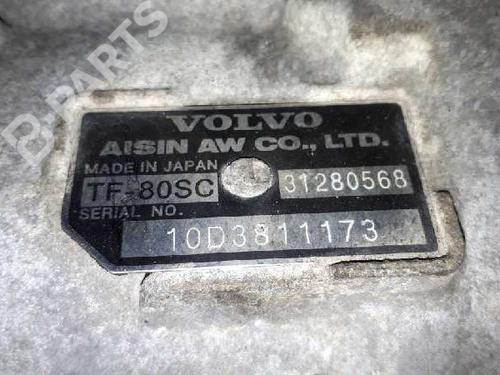 B-PARTS
VOLVO
AISIN AW CO., LTD.
MADE IN JAPAN
TF-80SC 31280568
SERIAL NO.
10D3811173